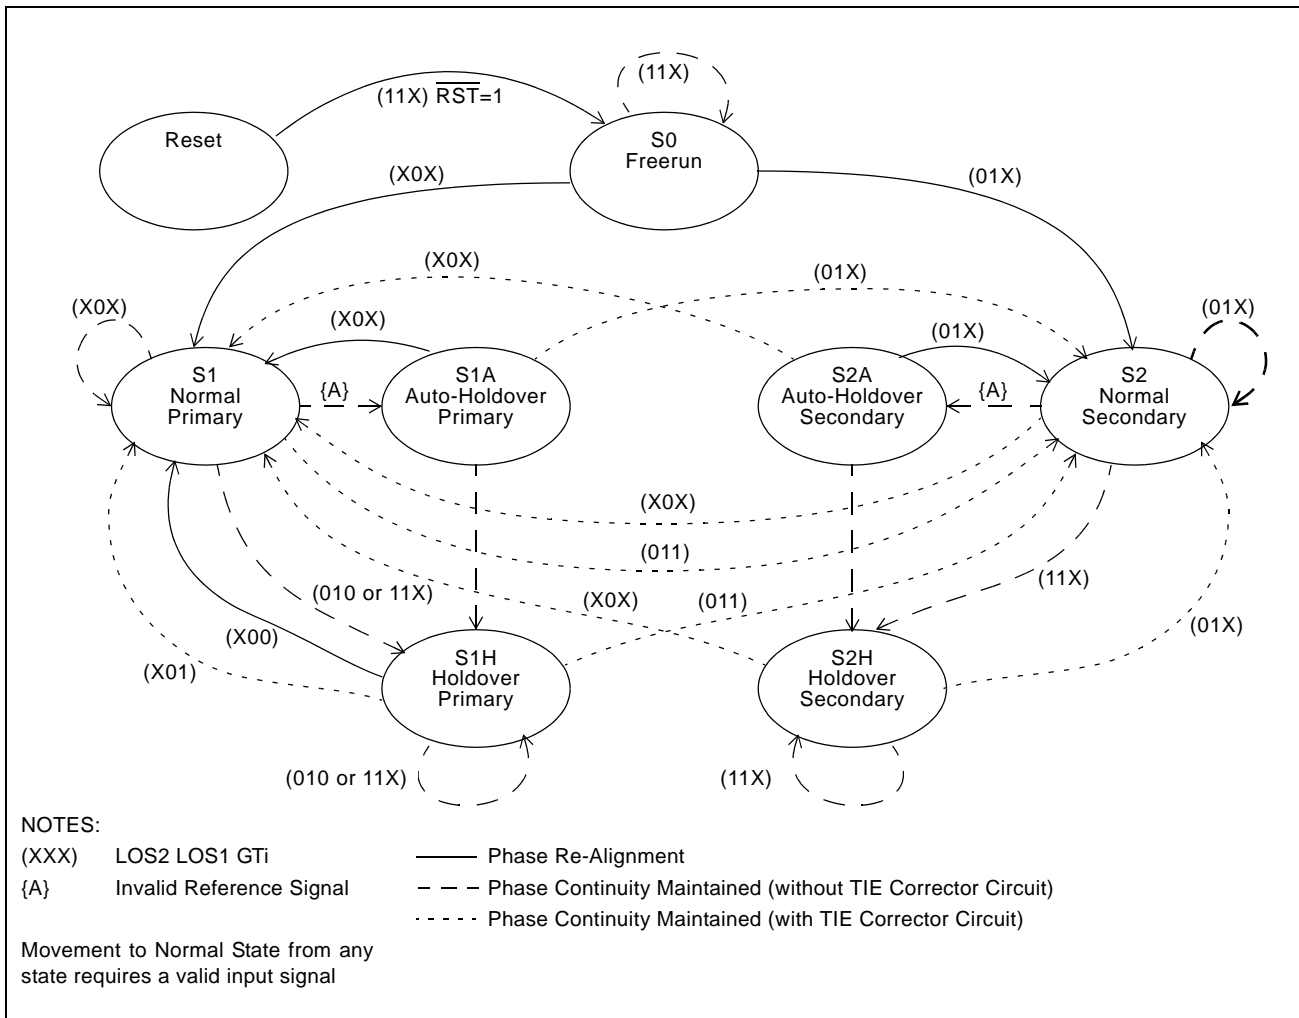 (11X)
(11X) R̅S̅T̅=1
Reset
S0
Freerun
(X0X)
(01X)
(X0X)
(01X)
(X0X)
(X0X)
(01X)
(01X)
S1
Normal
Primary
{A}
S1A
Auto-Holdover
Primary
S2A
Auto-Holdover
Secondary
{A}
S2
Normal
Secondary
(X0X)
(011)
(010 or 11X)
(X0X)
(011)
(11X)
(X00)
(X01)
(01X)
S1H
Holdover
Primary
S2H
Holdover
Secondary
(010 or 11X)
(11X)
NOTES:
(XXX) LOS2 LOS1 GTi
{A} Invalid Reference Signal
Phase Re-Alignment
Phase Continuity Maintained (without TIE Corrector Circuit)
Phase Continuity Maintained (with TIE Corrector Circuit)
Movement to Normal State from any
state requires a valid input signal